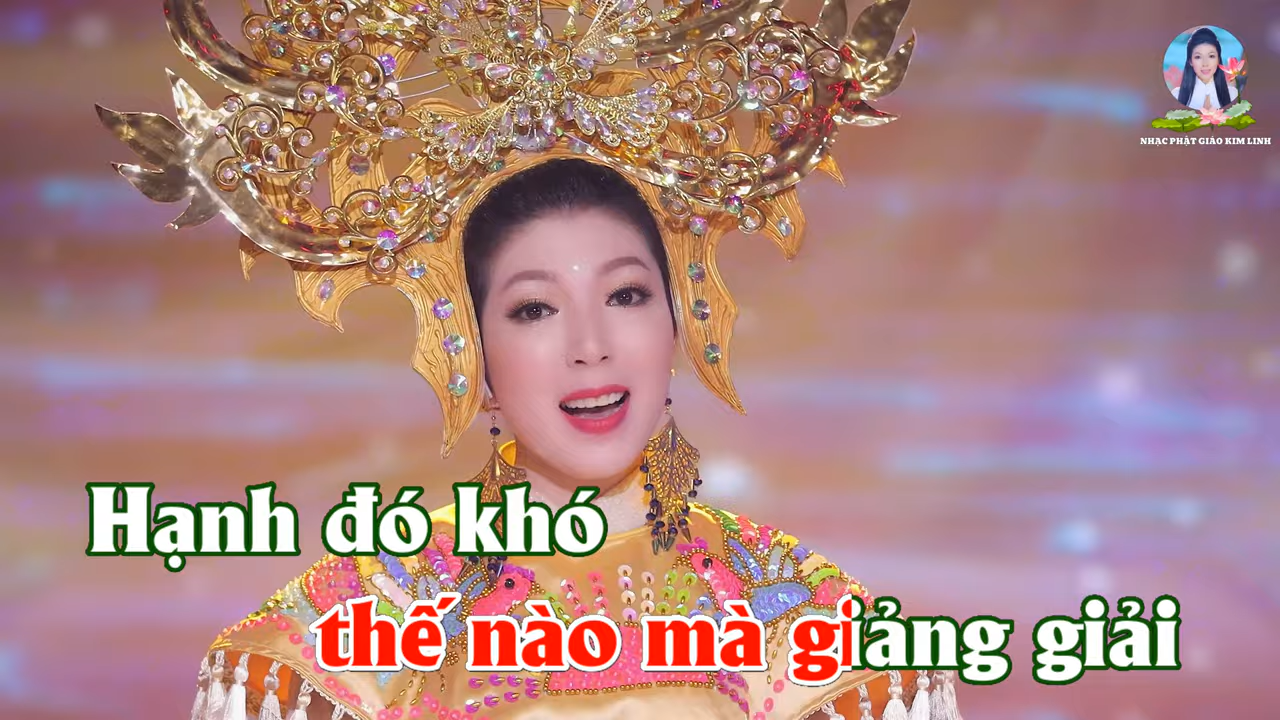 NHẠC PHẬT GIÁO KIM LINH
Hạnh đó khó
thế nào mà giảng giải